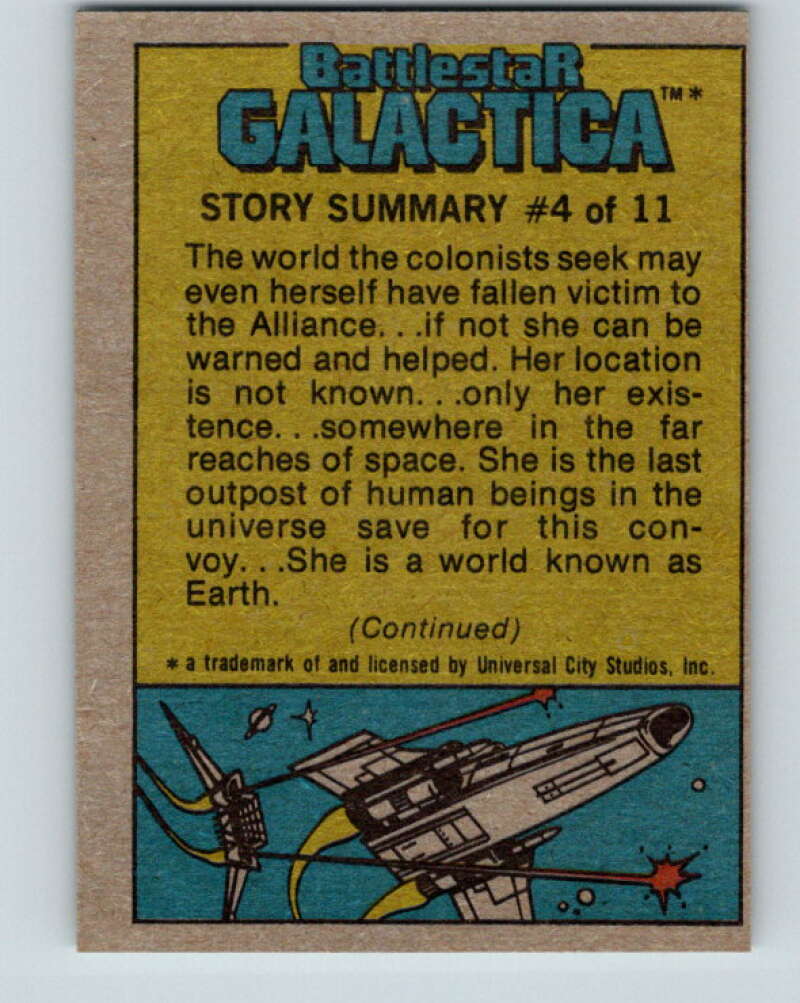 BattlestaR
GALACTICA™*
STORY SUMMARY #4 of 11
The world the colonists seek may
even herself have fallen victim to
the Alliance. . .if not she can be
warned and helped. Her location
is not known. . .only her exis-
tence. . .somewhere in the far
reaches of space. She is the last
outpost of human beings in the
universe save for this con-
voy. . .She is a world known as
Earth.
(Continued)
* a trademark of and licensed by Universal City Studios, Inc.